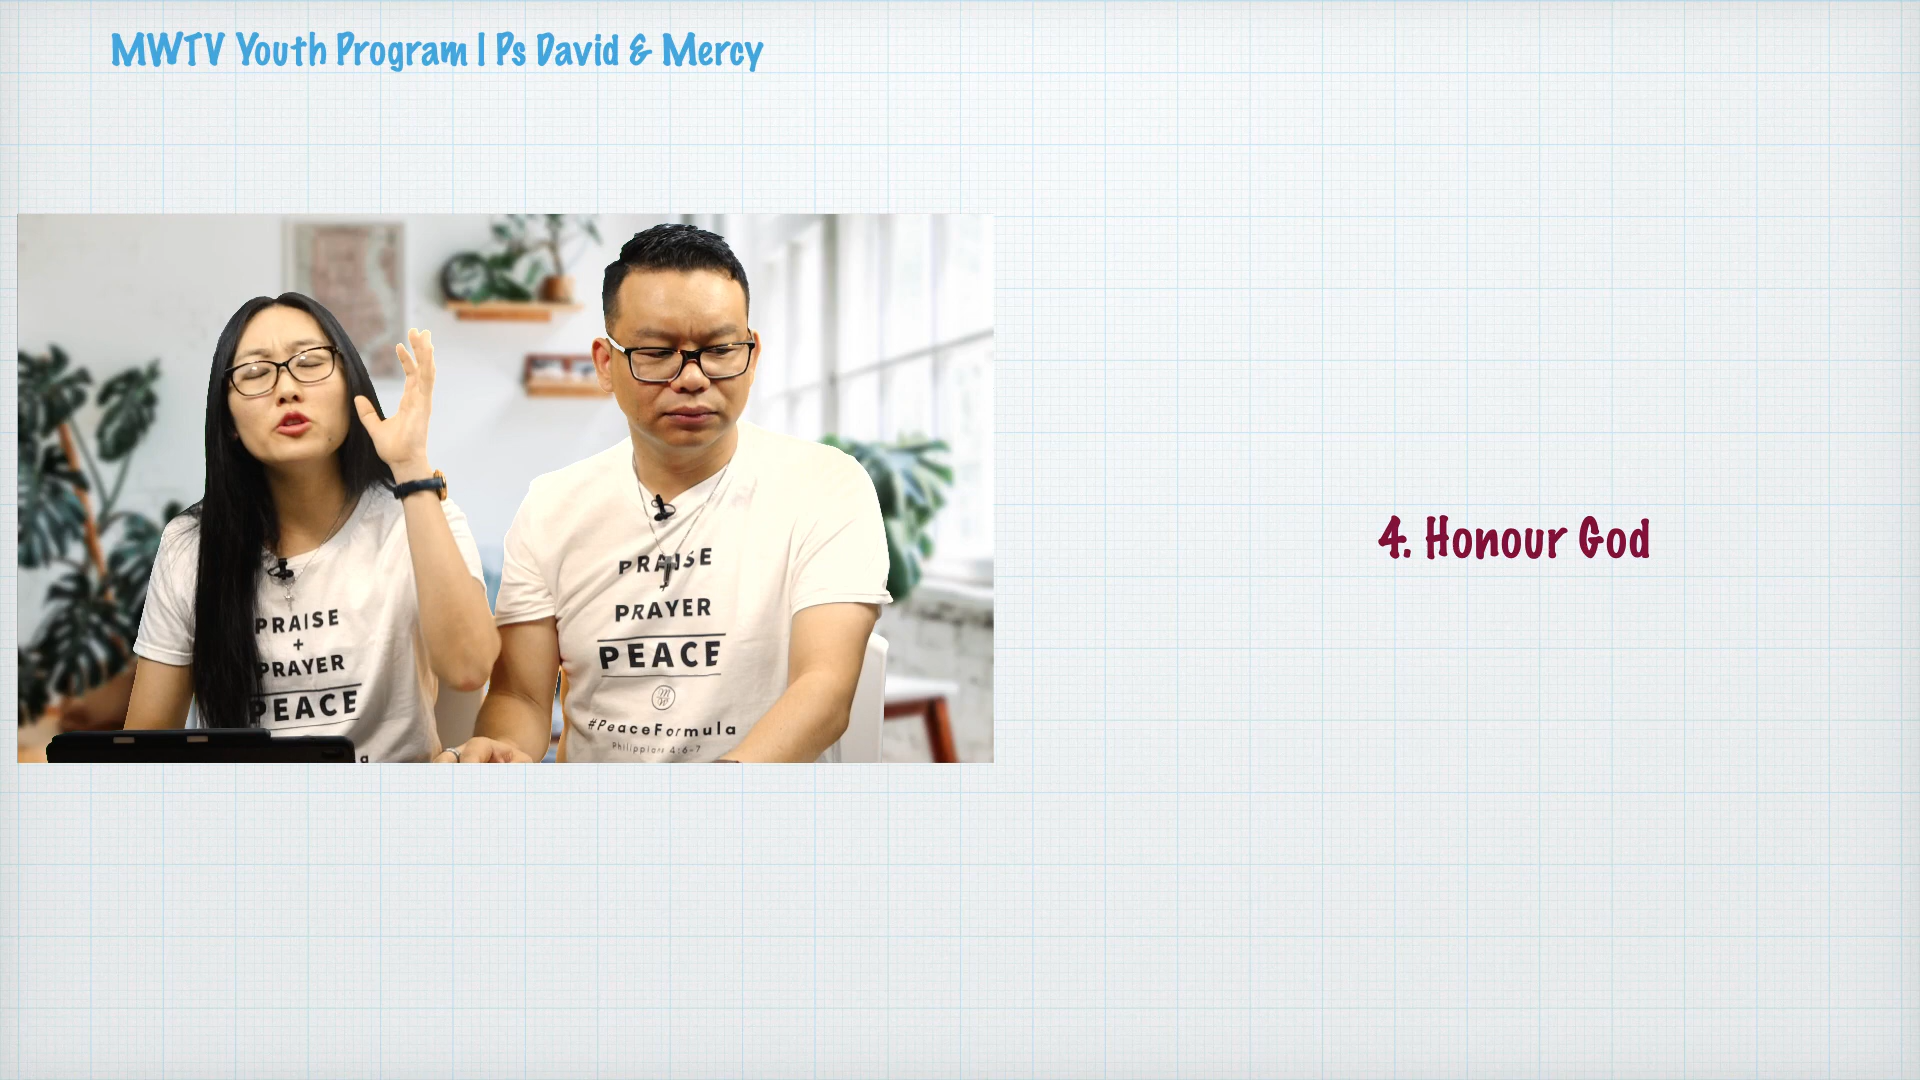 MWTV Youth Program | Ps David & Mercy
PRAISE
+
PRAYER
PEACE
a
PRAISE
+
PRAYER
PEACE
MW
#PeaceFormula
Philippians 4:6-7
4. Honour God